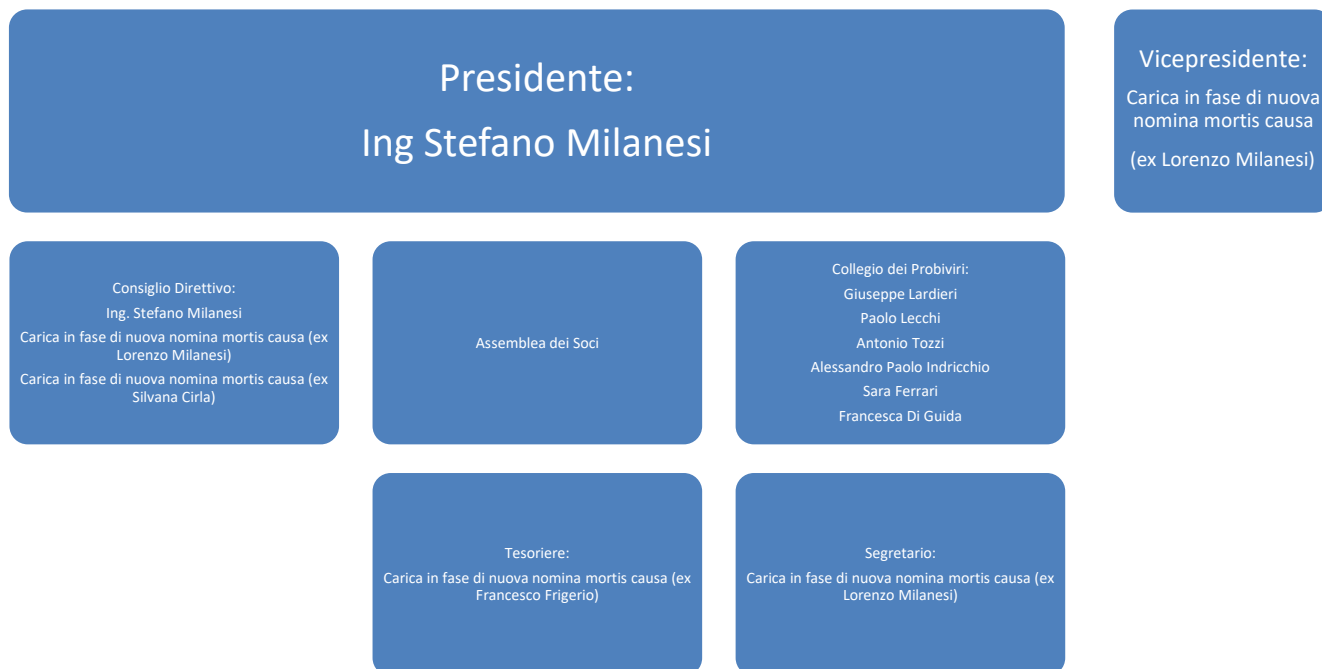 Presidente:
Ing Stefano Milanesi
Vicepresidente:
Carica in fase di nuova
nomina mortis causa
(ex Lorenzo Milanesi)
Consiglio Direttivo:
Ing. Stefano Milanesi
Carica in fase di nuova nomina mortis causa (ex
Lorenzo Milanesi)
Carica in fase di nuova nomina mortis causa (ex
Silvana Cirla)
Assemblea dei Soci
Collegio dei Probiviri:
Giuseppe Lardieri
Paolo Lecchi
Antonio Tozzi
Alessandro Paolo Indricchio
Sara Ferrari
Francesca Di Guida
Tesoriere:
Carica in fase di nuova nomina mortis causa (ex
Francesco Frigerio)
Segretario:
Carica in fase di nuova nomina mortis causa (ex
Lorenzo Milanesi)